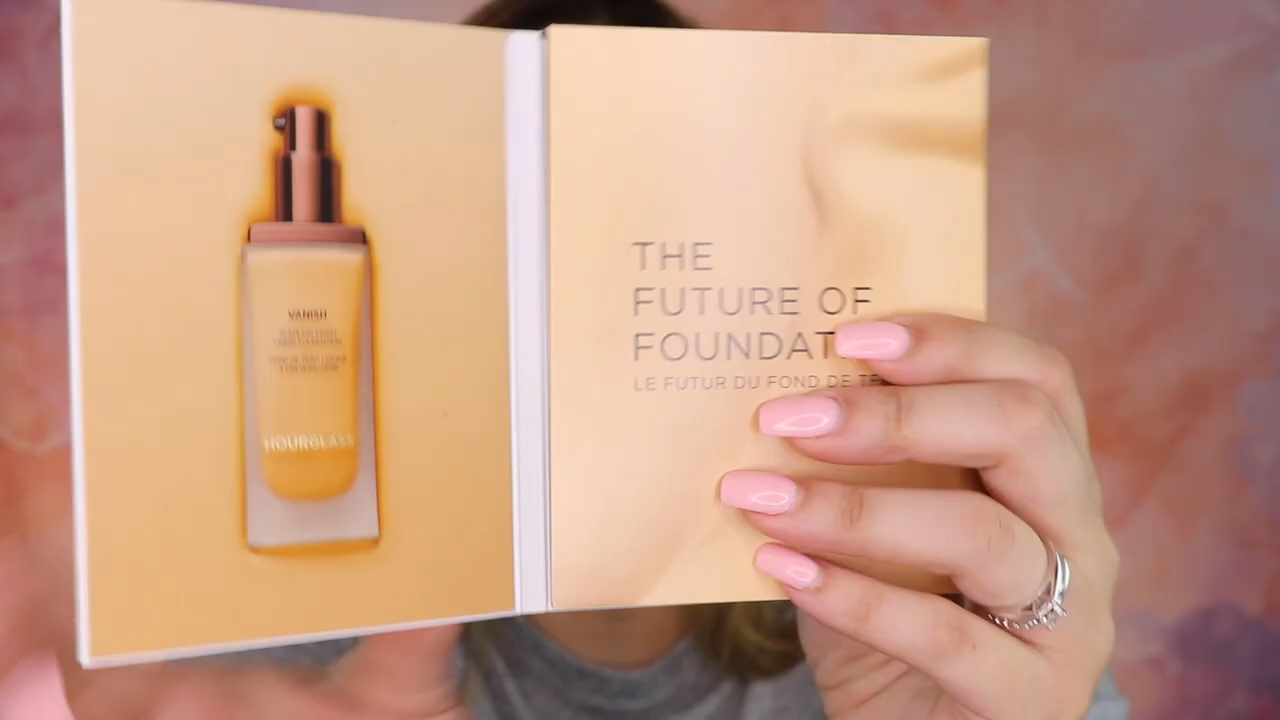 VANISH
HOURGLASS
THE
FUTURE OF
FOUNDAT
LE FUTUR DU FOND DE TE